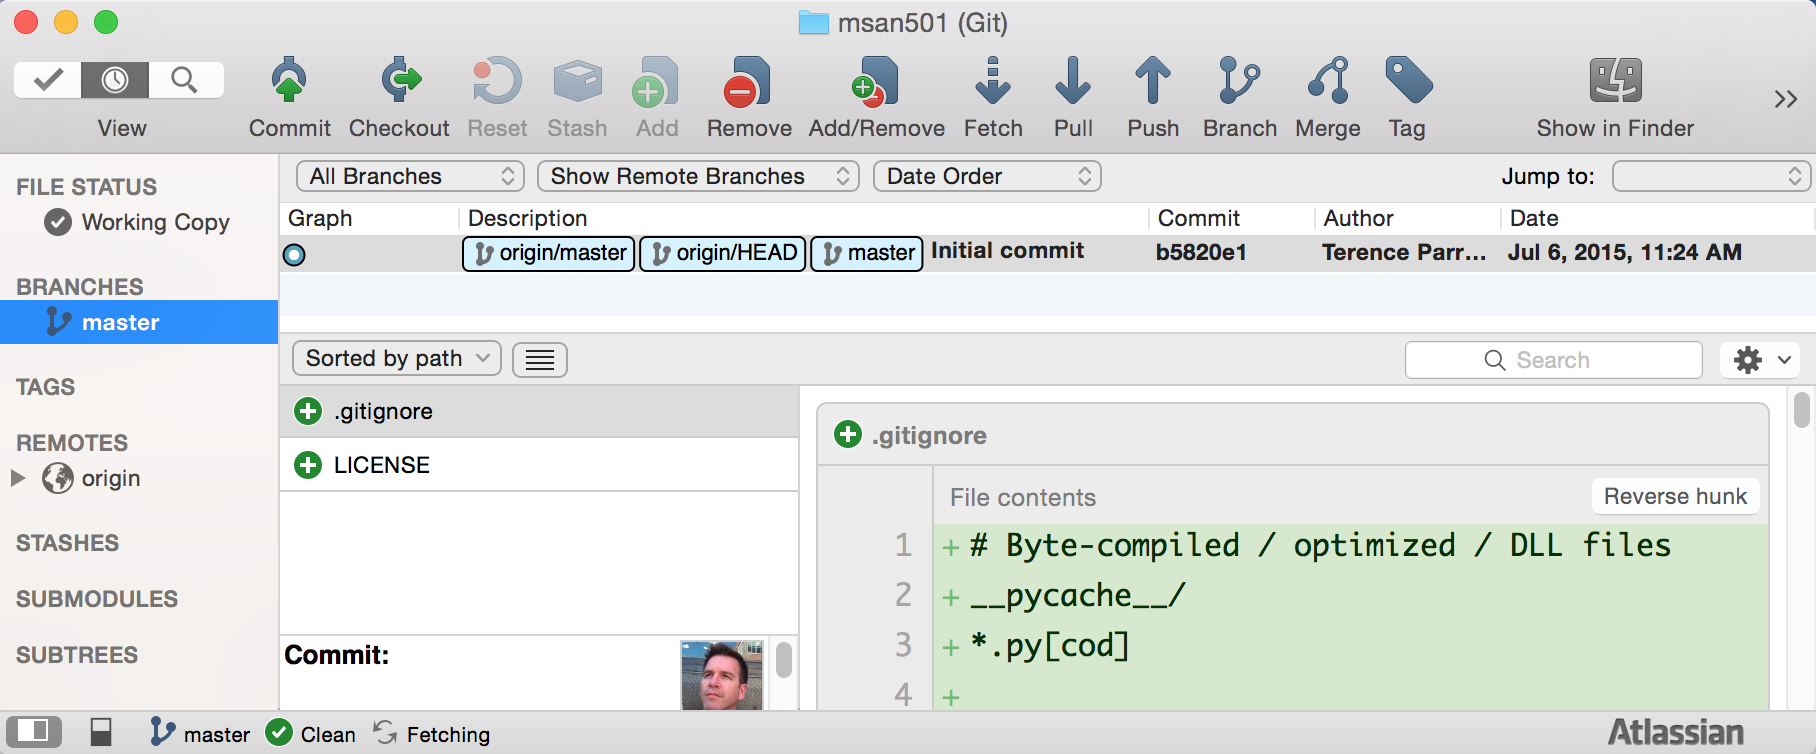 msan501 (Git)
View Commit Checkout Reset Stash Add Remove Add/Remove Fetch Pull Push Branch Merge Tag Show in Finder
All Branches Show Remote Branches Date Order Jump to:
Graph Description Commit Author Date
origin/master origin/HEAD master Initial commit b5820e1 Terence Parr... Jul 6, 2015, 11:24 AM
FILE STATUS
Working Copy
BRANCHES
master
TAGS
REMOTES
origin
STASHES
SUBMODULES
SUBTREES
Sorted by path Search
.gitignore
LICENSE
Commit:
.gitignore
File contents Reverse hunk
1 + # Byte-compiled / optimized / DLL files
2 + __pycache__/
3 + *.py[cod]
4 +
master Clean Fetching Atlassian